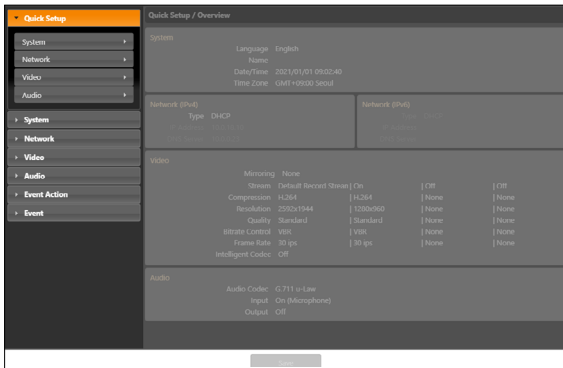 Quick Setup
System
Network
Video
Audio
System
Network
Video
Audio
Event Action
Event
Quick Setup / Overview
System
Language English
Name
Date/Time 2021/01/01 09:02:40
Time Zone GMT+09:00 Seoul
Network (IPv4)
Type DHCP
Network (IPv6)
Type DHCP
Video
Mirroring None
Stream Default Record Stream | On | Off | Off
Compression H.264 | H.264 | None | None
Resolution 2592x1944 | 1280x960 | None | None
Quality Standard | Standard | None | None
Bitrate Control VBR | VBR | None | None
Frame Rate 30 ips | 30 ips | None | None
Intelligent Codec Off
Audio
Audio Codec G.711 u-Law
Input On (Microphone)
Output Off
Save